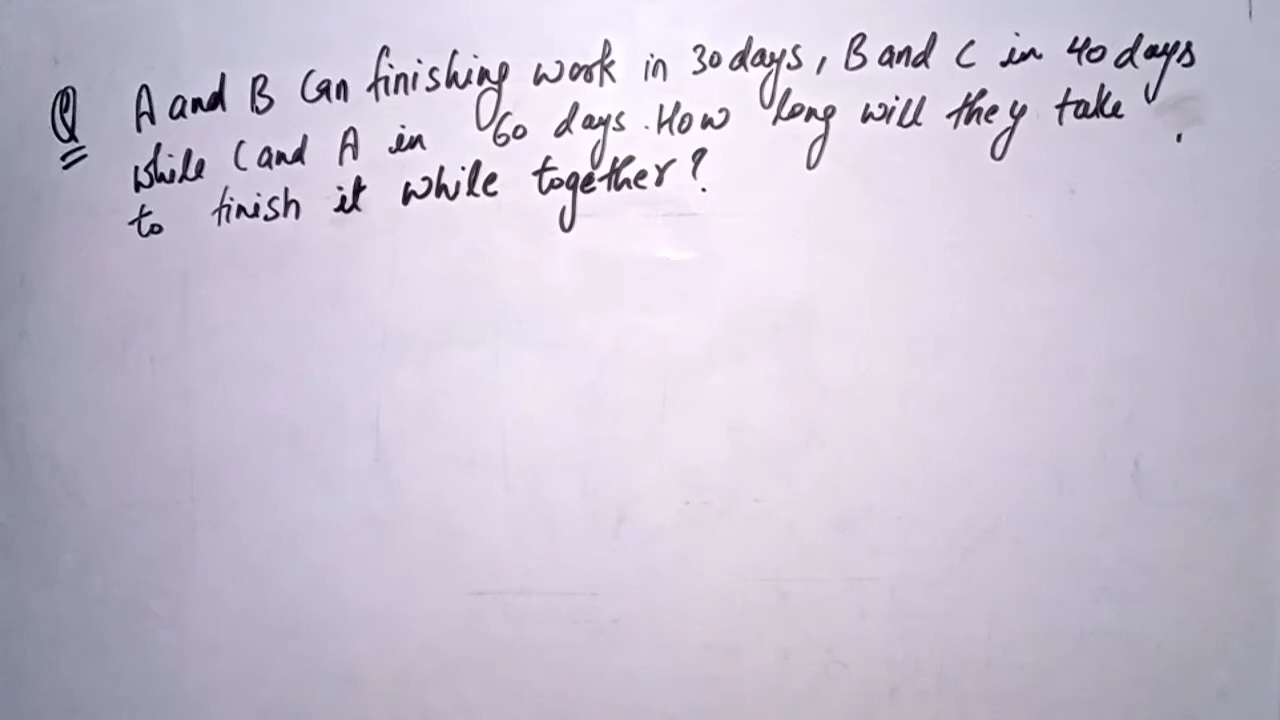 Q A and B Can finishing work in 30 days, B and C in 40 days
while C and A in 60 days. How long will they take
to finish it while together?